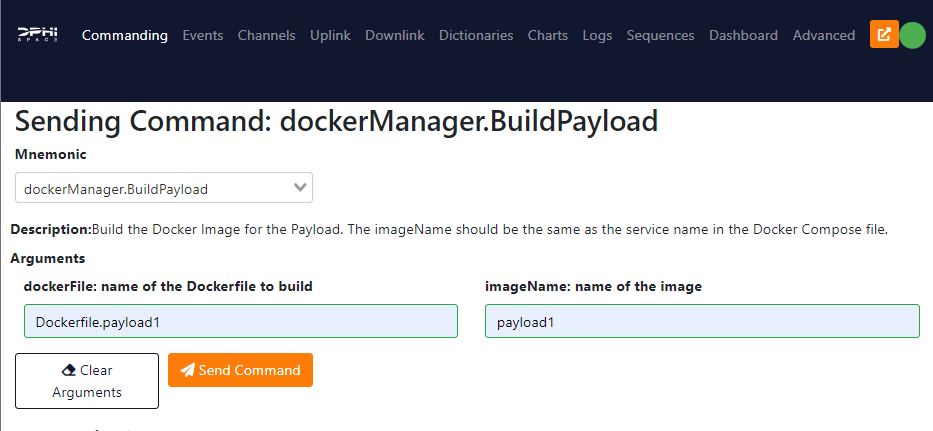 DPHI
SPACE
Commanding Events Channels Uplink Downlink Dictionaries Charts Logs Sequences Dashboard Advanced
Sending Command: dockerManager.BuildPayload
Mnemonic
dockerManager.BuildPayload
Description:Build the Docker Image for the Payload. The imageName should be the same as the service name in the Docker Compose file.
Arguments
dockerFile: name of the Dockerfile to build imageName: name of the image
Dockerfile.payload1 payload1
Clear
Arguments
Send Command